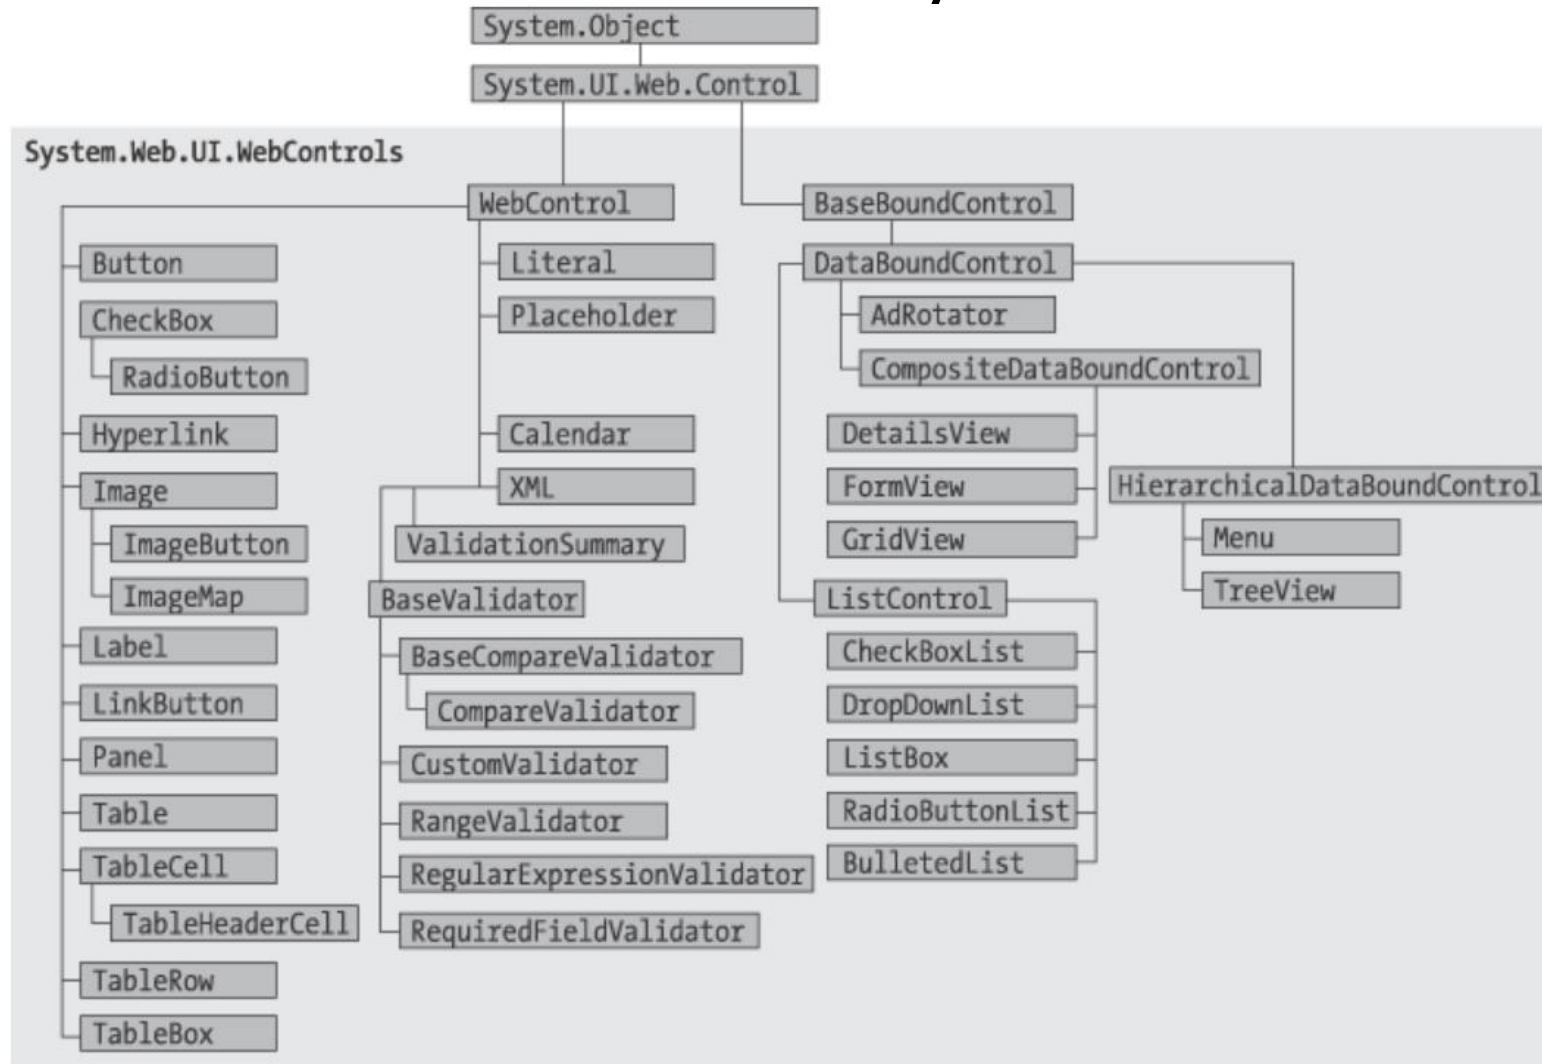 System.Object
System.UI.Web.Control
System.Web.UI.WebControls
WebControl
Button
CheckBox
RadioButton
Hyperlink
Image
ImageButton
ImageMap
Label
LinkButton
Panel
Table
TableCell
TableHeaderCell
TableRow
TableBox
Literal
Placeholder
Calendar
XML
ValidationSummary
BaseValidator
BaseCompareValidator
CompareValidator
CustomValidator
RangeValidator
RegularExpressionValidator
RequiredFieldValidator
BaseBoundControl
DataBoundControl
AdRotator
CompositeDataBoundControl
DetailsView
FormView
GridView
ListControl
CheckBoxList
DropDownList
ListBox
RadioButtonList
BulletedList
HierarchicalDataBoundControl
Menu
TreeView